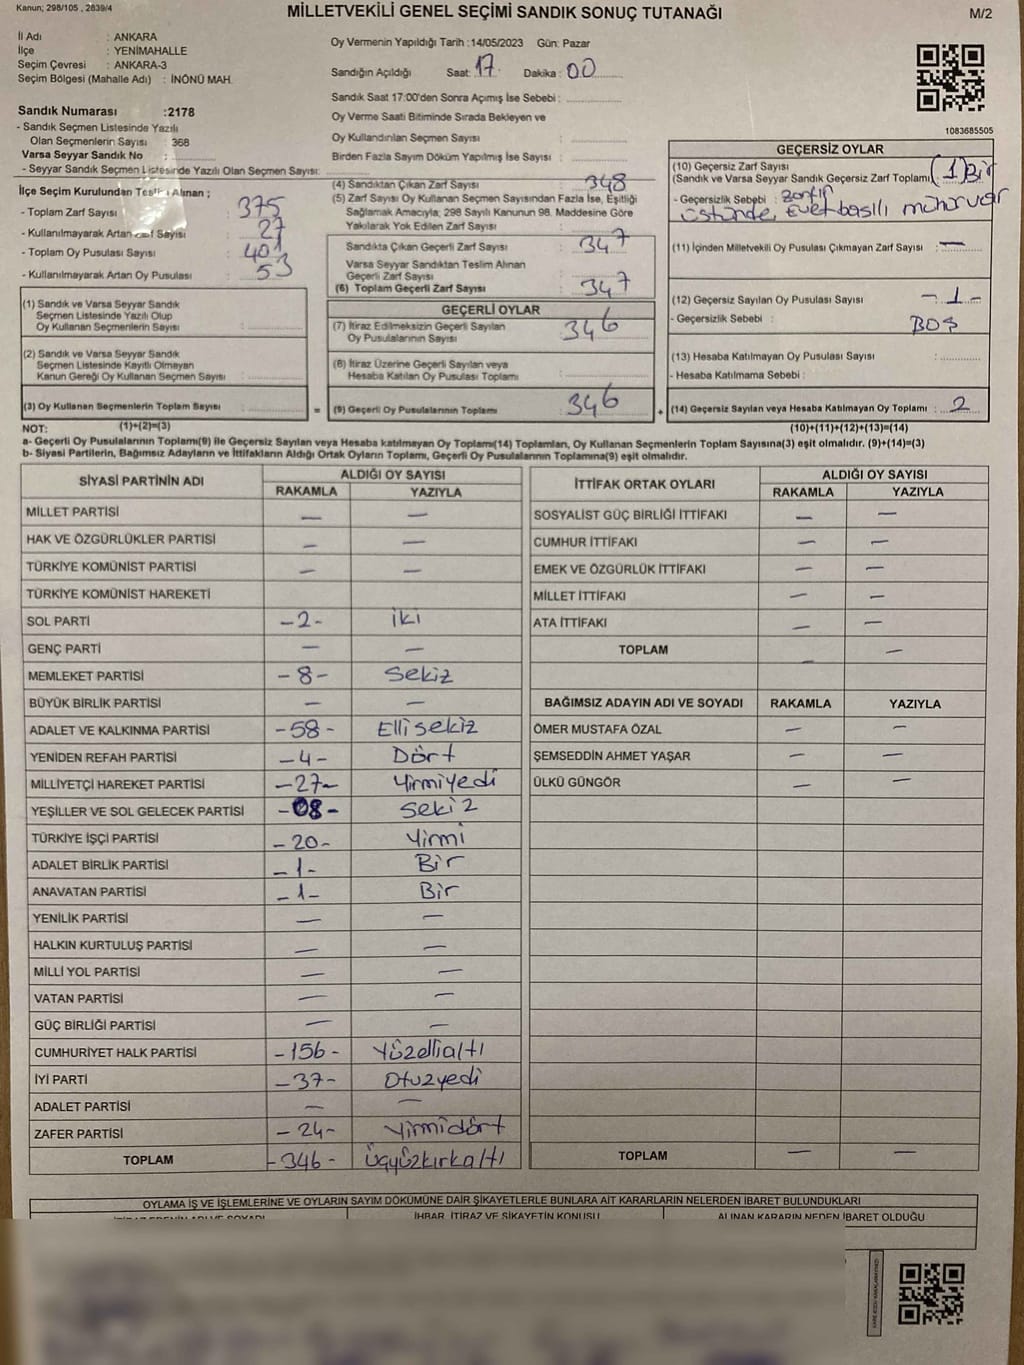 Kanun; 298/105 , 2839/4
MİLLETVEKİLİ GENEL SEÇİMİ SANDIK SONUÇ TUTANAĞI
M/2
İl Adı : ANKARA
İlçe : YENİMAHALLE
Seçim Çevresi : ANKARA-3
Seçim Bölgesi (Mahalle Adı) : İNÖNÜ MAH.
Sandık Numarası :2178
- Sandık Seçmen Listesinde Yazılı
Olan Seçmenlerin Sayısı : 368
Varsa Seyyar Sandık No :
- Seyyar Sandık Seçmen Listesinde Yazılı Olan Seçmen Sayısı:
Oy Vermenin Yapıldığı Tarih :14/05/2023 Gün: Pazar
Sandığın Açıldığı Saat: 17 Dakika : 00
Sandık Saat 17:00'den Sonra Açımış İse Sebebi :
Oy Verme Saati Bitiminde Sırada Bekleyen ve
Oy Kullandırılan Seçmen Sayısı :
Birden Fazla Sayım Döküm Yapılmış İse Sayısı :
1083685505
İlçe Seçim Kurulundan Teslim Alınan ;
- Toplam Zarf Sayısı : 375
- Kullanılmayarak Artan Zarf Sayısı : 27
- Toplam Oy Pusulası Sayısı : 401
- Kullanılmayarak Artan Oy Pusulası : 53
(4) Sandıktan Çıkan Zarf Sayısı : 348
(5) Zarf Sayısı Oy Kullanan Seçmen Sayısından Fazla İse, Eşitliği
Sağlamak Amacıyla, 298 Sayılı Kanunun 98. Maddesine Göre
Yakılarak Yok Edilen Zarf Sayısı :
Sandıkta Çıkan Geçerli Zarf Sayısı : 347
Varsa Seyyar Sandıktan Teslim Alınan
Geçerli Zarf Sayısı :
(6) Toplam Geçerli Zarf Sayısı : 347
GEÇERSİZ OYLAR
(10) Geçersiz Zarf Sayısı
(Sandık ve Varsa Seyyar Sandık Geçersiz Zarf Toplamı) (1) Bir
- Geçersizlik Sebebi : zarfın
üstünde Evet basılı mühür var
(11) İçinden Milletvekili Oy Pusulası Çıkmayan Zarf Sayısı : —
(12) Geçersiz Sayılan Oy Pusulası Sayısı : -1-
- Geçersizlik Sebebi : BOŞ
(13) Hesaba Katılmayan Oy Pusulası Sayısı :
- Hesaba Katılmama Sebebi :
(14) Geçersiz Sayılan veya Hesaba Katılmayan Oy Toplamı : 2
(10)+(11)+(12)+(13)=(14)
(1) Sandık ve Varsa Seyyar Sandık
Seçmen Listesinde Yazılı Olup
Oy Kullanan Seçmenlerin Sayısı :
(2) Sandık ve Varsa Seyyar Sandık
Seçmen Listesinde Kayıtlı Olmayan
Kanun Gereği Oy Kullanan Seçmen Sayısı :
(3) Oy Kullanan Seçmenlerin Toplam Sayısı : =
(1)+(2)=(3)
GEÇERLİ OYLAR
(7) İtiraz Edilmeksizin Geçerli Sayılan
Oy Pusulalarının Sayısı : 346
(8) İtiraz Üzerine Geçerli Sayılan veya
Hesaba Katılan Oy Pusulası Toplamı :
(9) Geçerli Oy Pusulalarının Toplamı : 346 +
NOT:
a- Geçerli Oy Pusulalarının Toplamı(9) ile Geçersiz Sayılan veya Hesaba katılmayan Oy Toplamı(14) Toplamları, Oy Kullanan Seçmenlerin Toplam Sayısına(3) eşit olmalıdır. (9)+(14)=(3)
b- Siyasi Partilerin, Bağımsız Adayların ve İttifakların Aldığı Ortak Oyların Toplamı, Geçerli Oy Pusulalarının Toplamına(9) eşit olmalıdır.
SİYASİ PARTİNİN ADI ALDIĞI OY SAYISI
RAKAMLA YAZIYLA
MİLLET PARTİSİ — —
HAK VE ÖZGÜRLÜKLER PARTİSİ — —
TÜRKİYE KOMÜNİST PARTİSİ — —
TÜRKİYE KOMÜNİST HAREKETİ
SOL PARTİ -2- iki
GENÇ PARTİ — —
MEMLEKET PARTİSİ -8- Sekiz
BÜYÜK BİRLİK PARTİSİ — —
ADALET VE KALKINMA PARTİSİ -58- Ellisekiz
YENİDEN REFAH PARTİSİ -4- Dört
MİLLİYETÇİ HAREKET PARTİSİ -27- Yirmiyedi
YEŞİLLER VE SOL GELECEK PARTİSİ -08- Sekiz
TÜRKİYE İŞÇİ PARTİSİ -20- Yirmi
ADALET BİRLİK PARTİSİ -1- Bir
ANAVATAN PARTİSİ -1- Bir
YENİLİK PARTİSİ — —
HALKIN KURTULUŞ PARTİSİ — —
MİLLİ YOL PARTİSİ — —
VATAN PARTİSİ — —
GÜÇ BİRLİĞİ PARTİSİ — —
CUMHURİYET HALK PARTİSİ -156- Yüzellialtı
İYİ PARTİ -37- Otuzyedi
ADALET PARTİSİ — —
ZAFER PARTİSİ -24- Yirmidört
TOPLAM -346- Üçyüzkırkaltı
İTTİFAK ORTAK OYLARI ALDIĞI OY SAYISI
RAKAMLA YAZIYLA
SOSYALİST GÜÇ BİRLİĞİ İTTİFAKI — —
CUMHUR İTTİFAKI — —
EMEK VE ÖZGÜRLÜK İTTİFAKI — —
MİLLET İTTİFAKI — —
ATA İTTİFAKI — —
TOPLAM — —
BAĞIMSIZ ADAYIN ADI VE SOYADI RAKAMLA YAZIYLA
ÖMER MUSTAFA ÖZAL — —
ŞEMSEDDİN AHMET YAŞAR — —
ÜLKÜ GÜNGÖR — —
TOPLAM — —
OYLAMA İŞ VE İŞLEMLERİNE VE OYLARIN SAYIM DÖKÜMÜNE DAİR ŞİKAYETLERLE BUNLARA AİT KARARLARIN NELERDEN İBARET BULUNDUKLARI
İTİRAZ EDENİN ADI VE SOYADI İHBAR, İTİRAZ VE ŞİKAYETİN KONUSU ALINAN KARARIN NEDEN İBARET OLDUĞU